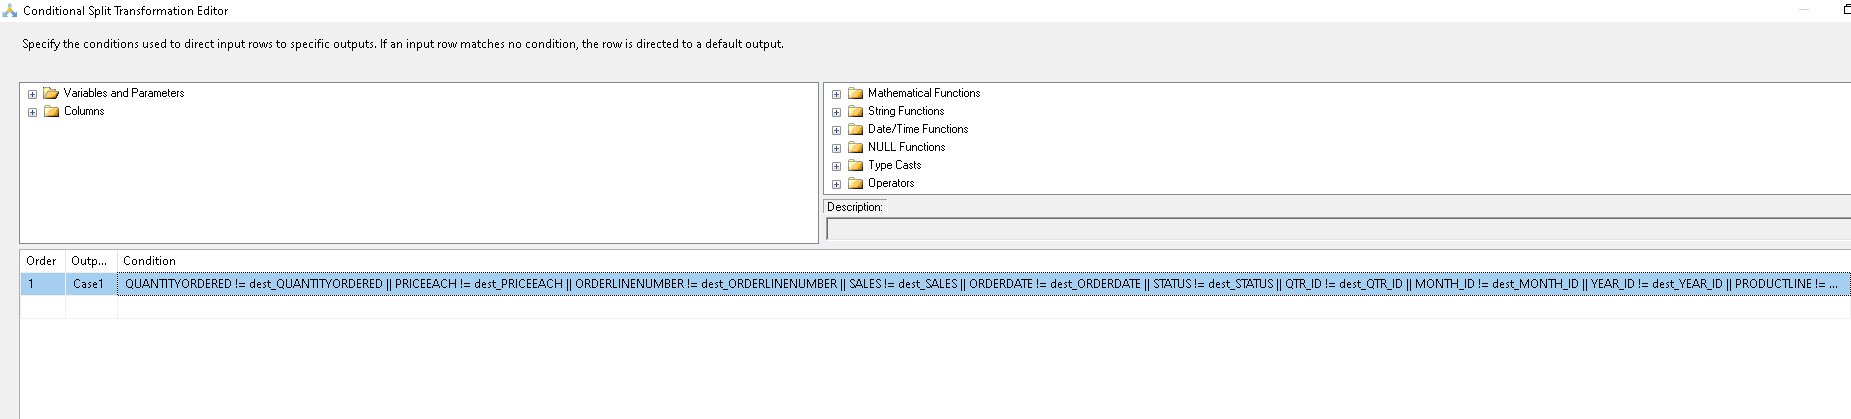 Conditional Split Transformation Editor
Specify the conditions used to direct input rows to specific outputs. If an input row matches no condition, the row is directed to a default output.
Variables and Parameters
Columns
Mathematical Functions
String Functions
Date/Time Functions
NULL Functions
Type Casts
Operators
Description:
Order Outp... Condition
1 Case1 QUANTITYORDERED != dest_QUANTITYORDERED || PRICEEACH != dest_PRICEEACH || ORDERLINENUMBER != dest_ORDERLINENUMBER || SALES != dest_SALES || ORDERDATE != dest_ORDERDATE || STATUS != dest_STATUS || QTR_ID != dest_QTR_ID || MONTH_ID != dest_MONTH_ID || YEAR_ID != dest_YEAR_ID || PRODUCTLINE != ...